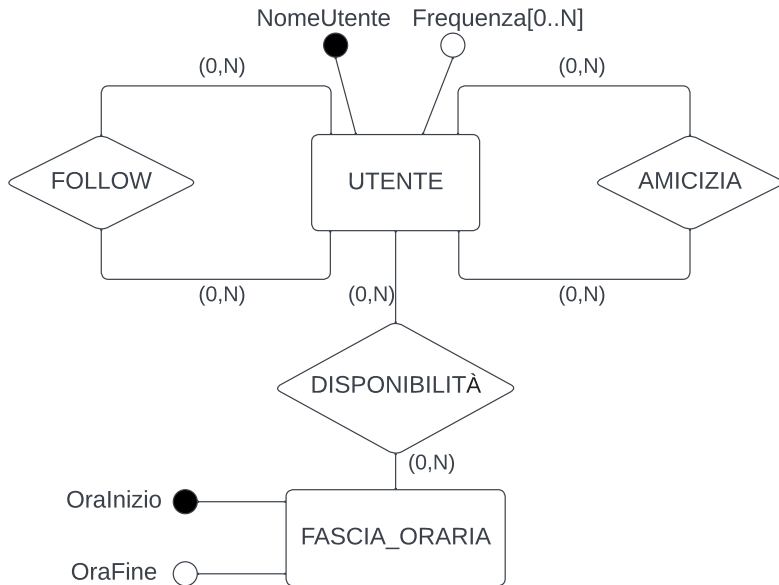 NomeUtente Frequenza[0..N]
(0,N) (0,N)
FOLLOW UTENTE AMICIZIA
(0,N) (0,N) (0,N)
DISPONIBILITÀ
(0,N)
OraInizio
FASCIA_ORARIA
OraFine